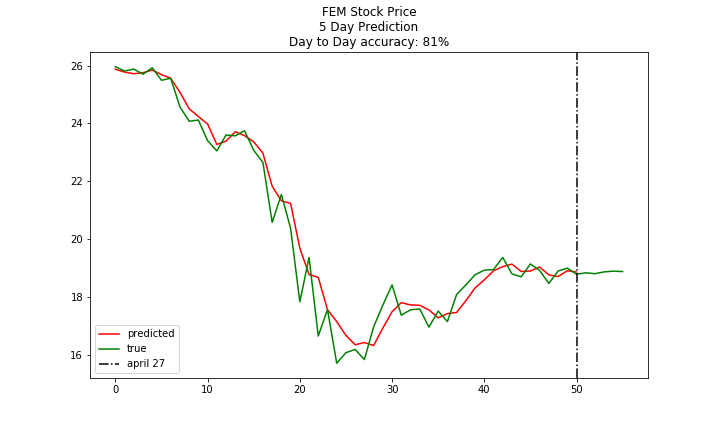 FEM Stock Price
5 Day Prediction
Day to Day accuracy: 81%
26
24
22
20
18
16
predicted
true
april 27
0
10
20
30
40
50